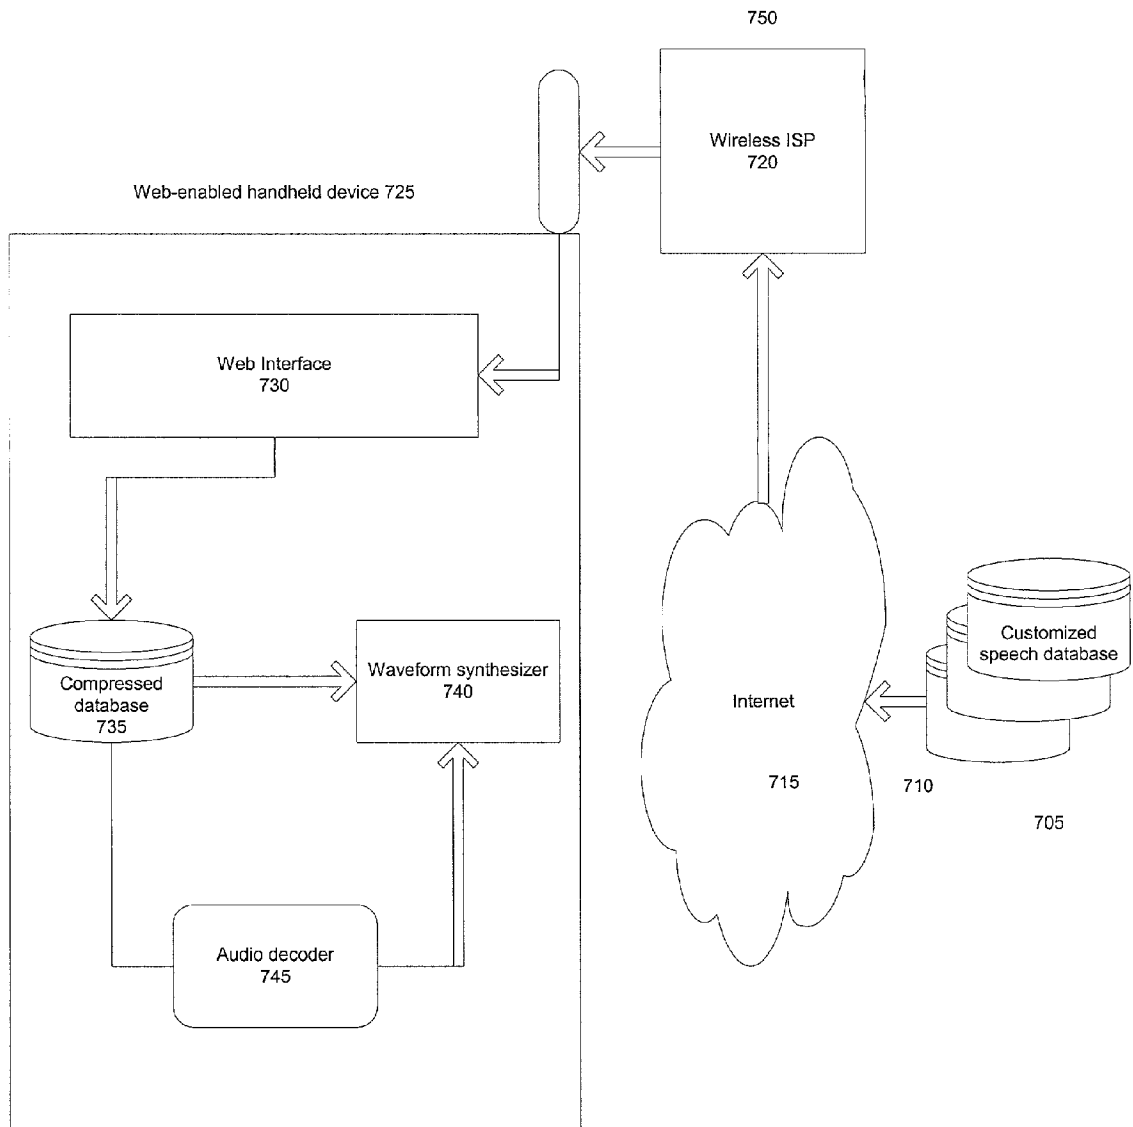 750
Wireless ISP
720
Web-enabled handheld device 725
Web Interface
730
Customized
speech database
Compressed
database
735
Waveform synthesizer
740
Internet
715
710
705
Audio decoder
745